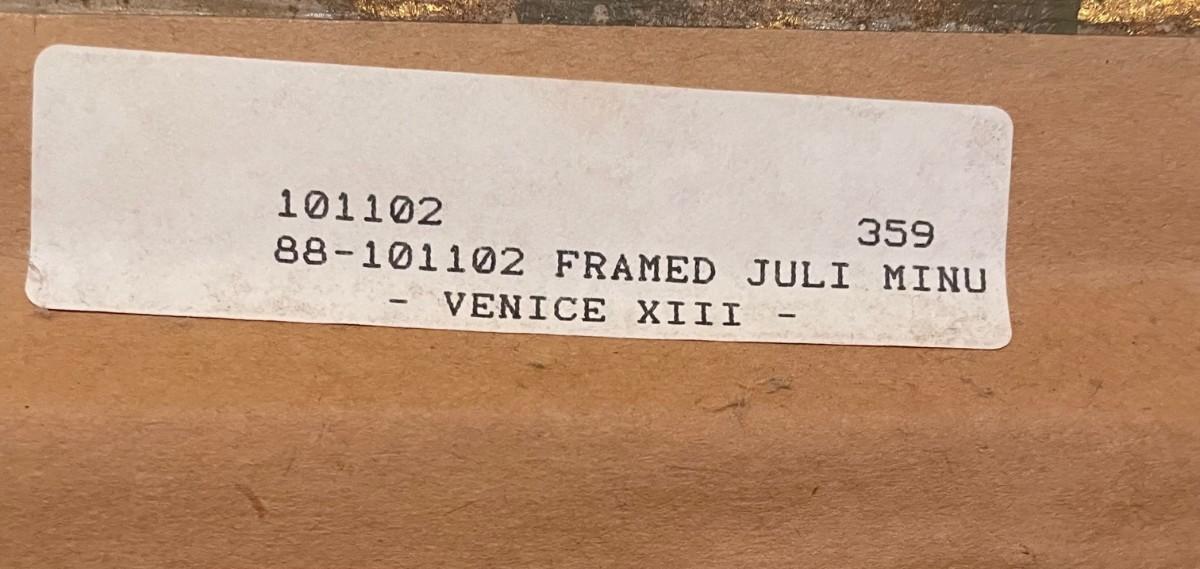 101102 359
88-101102 FRAMED JULI MINU
- VENICE XIII -